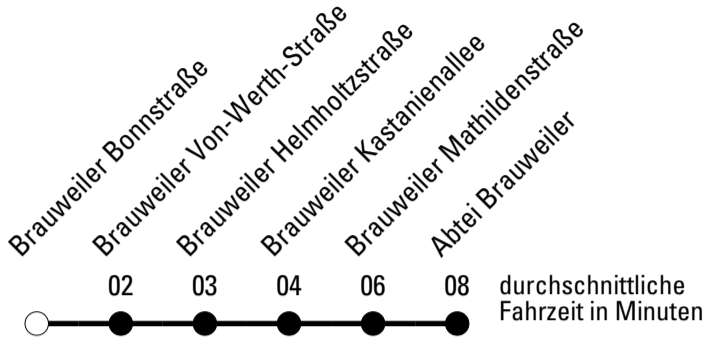 Brauweiler Bonnstraße
Brauweiler Von-Werth-Straße
Brauweiler Helmholtzstraße
Brauweiler Kastanienallee
Brauweiler Mathildenstraße
Abtei Brauweiler
02 03 04 06 08
durchschnittliche
Fahrzeit in Minuten